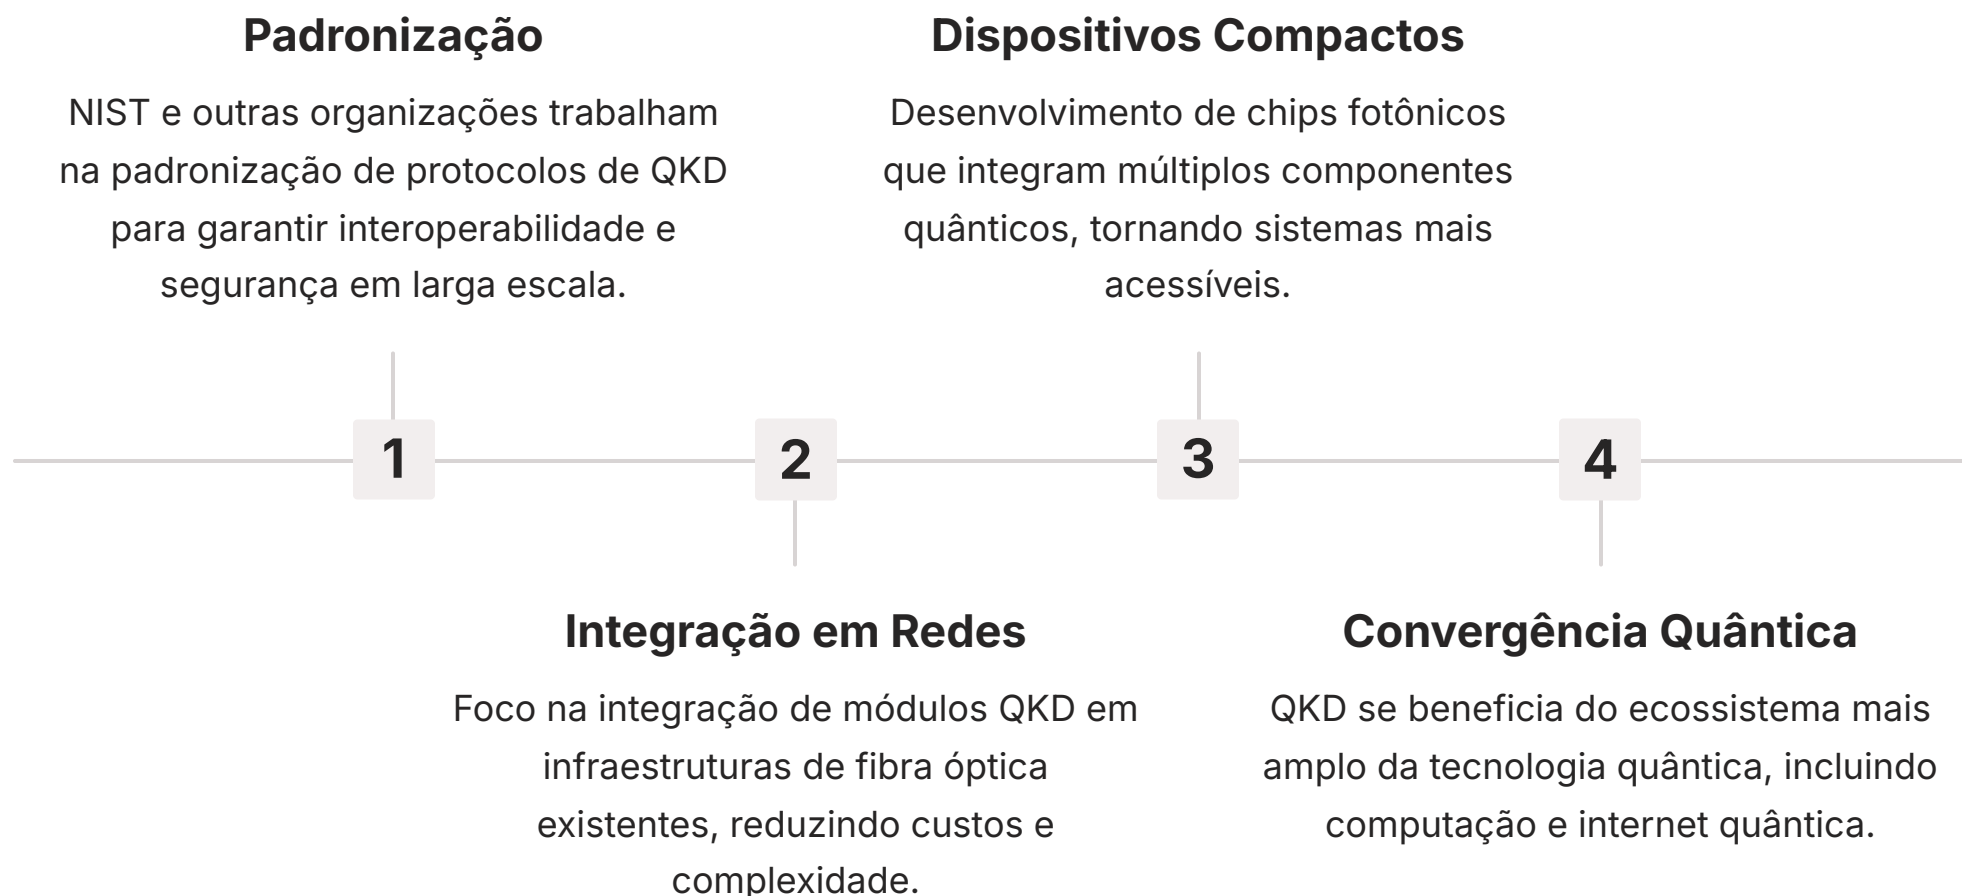 Padronização
NIST e outras organizações trabalham
na padronização de protocolos de QKD
para garantir interoperabilidade e
segurança em larga escala.
Dispositivos Compactos
Desenvolvimento de chips fotônicos
que integram múltiplos componentes
quânticos, tornando sistemas mais
acessíveis.
1
2
3
4
Integração em Redes
Foco na integração de módulos QKD em
infraestruturas de fibra óptica
existentes, reduzindo custos e
complexidade.
Convergência Quântica
QKD se beneficia do ecossistema mais
amplo da tecnologia quântica, incluindo
computação e internet quântica.